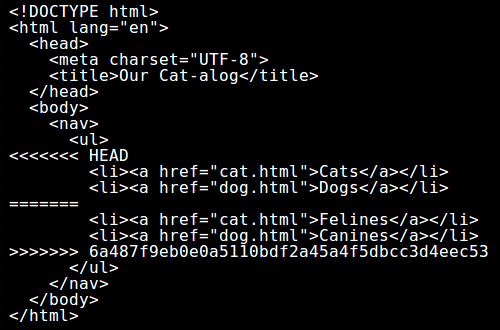 <!DOCTYPE html>
<html lang="en">
  <head>
    <meta charset="UTF-8">
    <title>Our Cat-alog</title>
  </head>
  <body>
    <nav>
      <ul>
<<<<<<< HEAD
        <li><a href="cat.html">Cats</a></li>
        <li><a href="dog.html">Dogs</a></li>
=======
        <li><a href="cat.html">Felines</a></li>
        <li><a href="dog.html">Canines</a></li>
>>>>>>> 6a487f9eb0e0a5110bdf2a45a4f5dbcc3d4eec53
      </ul>
    </nav>
  </body>
</html>